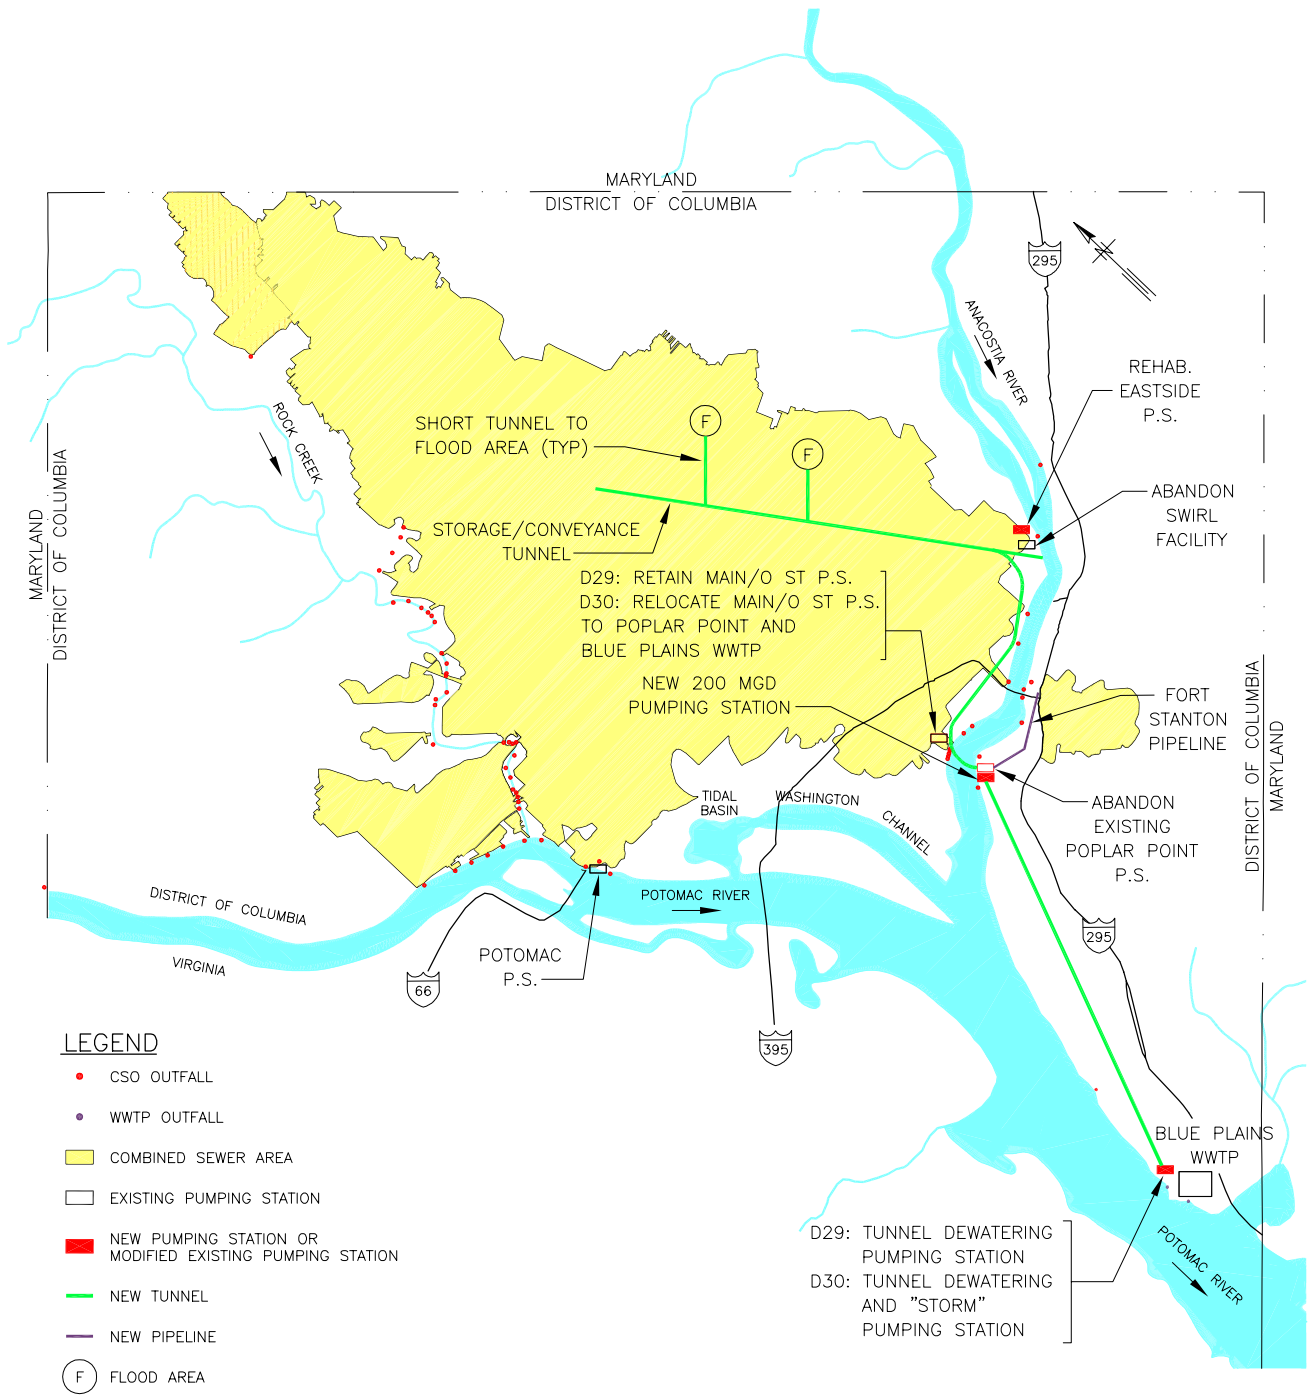 MARYLAND
DISTRICT OF COLUMBIA
295
ANACOSTIA RIVER
REHAB.
EASTSIDE
P.S.
ROCK CREEK
SHORT TUNNEL TO
FLOOD AREA (TYP)
F
F
MARYLAND
DISTRICT OF COLUMBIA
STORAGE/CONVEYANCE
TUNNEL
ABANDON
SWIRL
FACILITY
D29: RETAIN MAIN/O ST P.S.
D30: RELOCATE MAIN/O ST P.S.
TO POPLAR POINT AND
BLUE PLAINS WWTP
NEW 200 MGD
PUMPING STATION
FORT
STANTON
PIPELINE
DISTRICT OF COLUMBIA
MARYLAND
TIDAL
BASIN
WASHINGTON
CHANNEL
ABANDON
EXISTING
POPLAR POINT
P.S.
DISTRICT OF COLUMBIA
VIRGINIA
POTOMAC RIVER
POTOMAC
P.S.
66
295
395
LEGEND
CSO OUTFALL
WWTP OUTFALL
COMBINED SEWER AREA
EXISTING PUMPING STATION
NEW PUMPING STATION OR
MODIFIED EXISTING PUMPING STATION
NEW TUNNEL
NEW PIPELINE
F FLOOD AREA
BLUE PLAINS
WWTP
D29: TUNNEL DEWATERING
PUMPING STATION
D30: TUNNEL DEWATERING
AND "STORM"
PUMPING STATION
POTOMAC RIVER